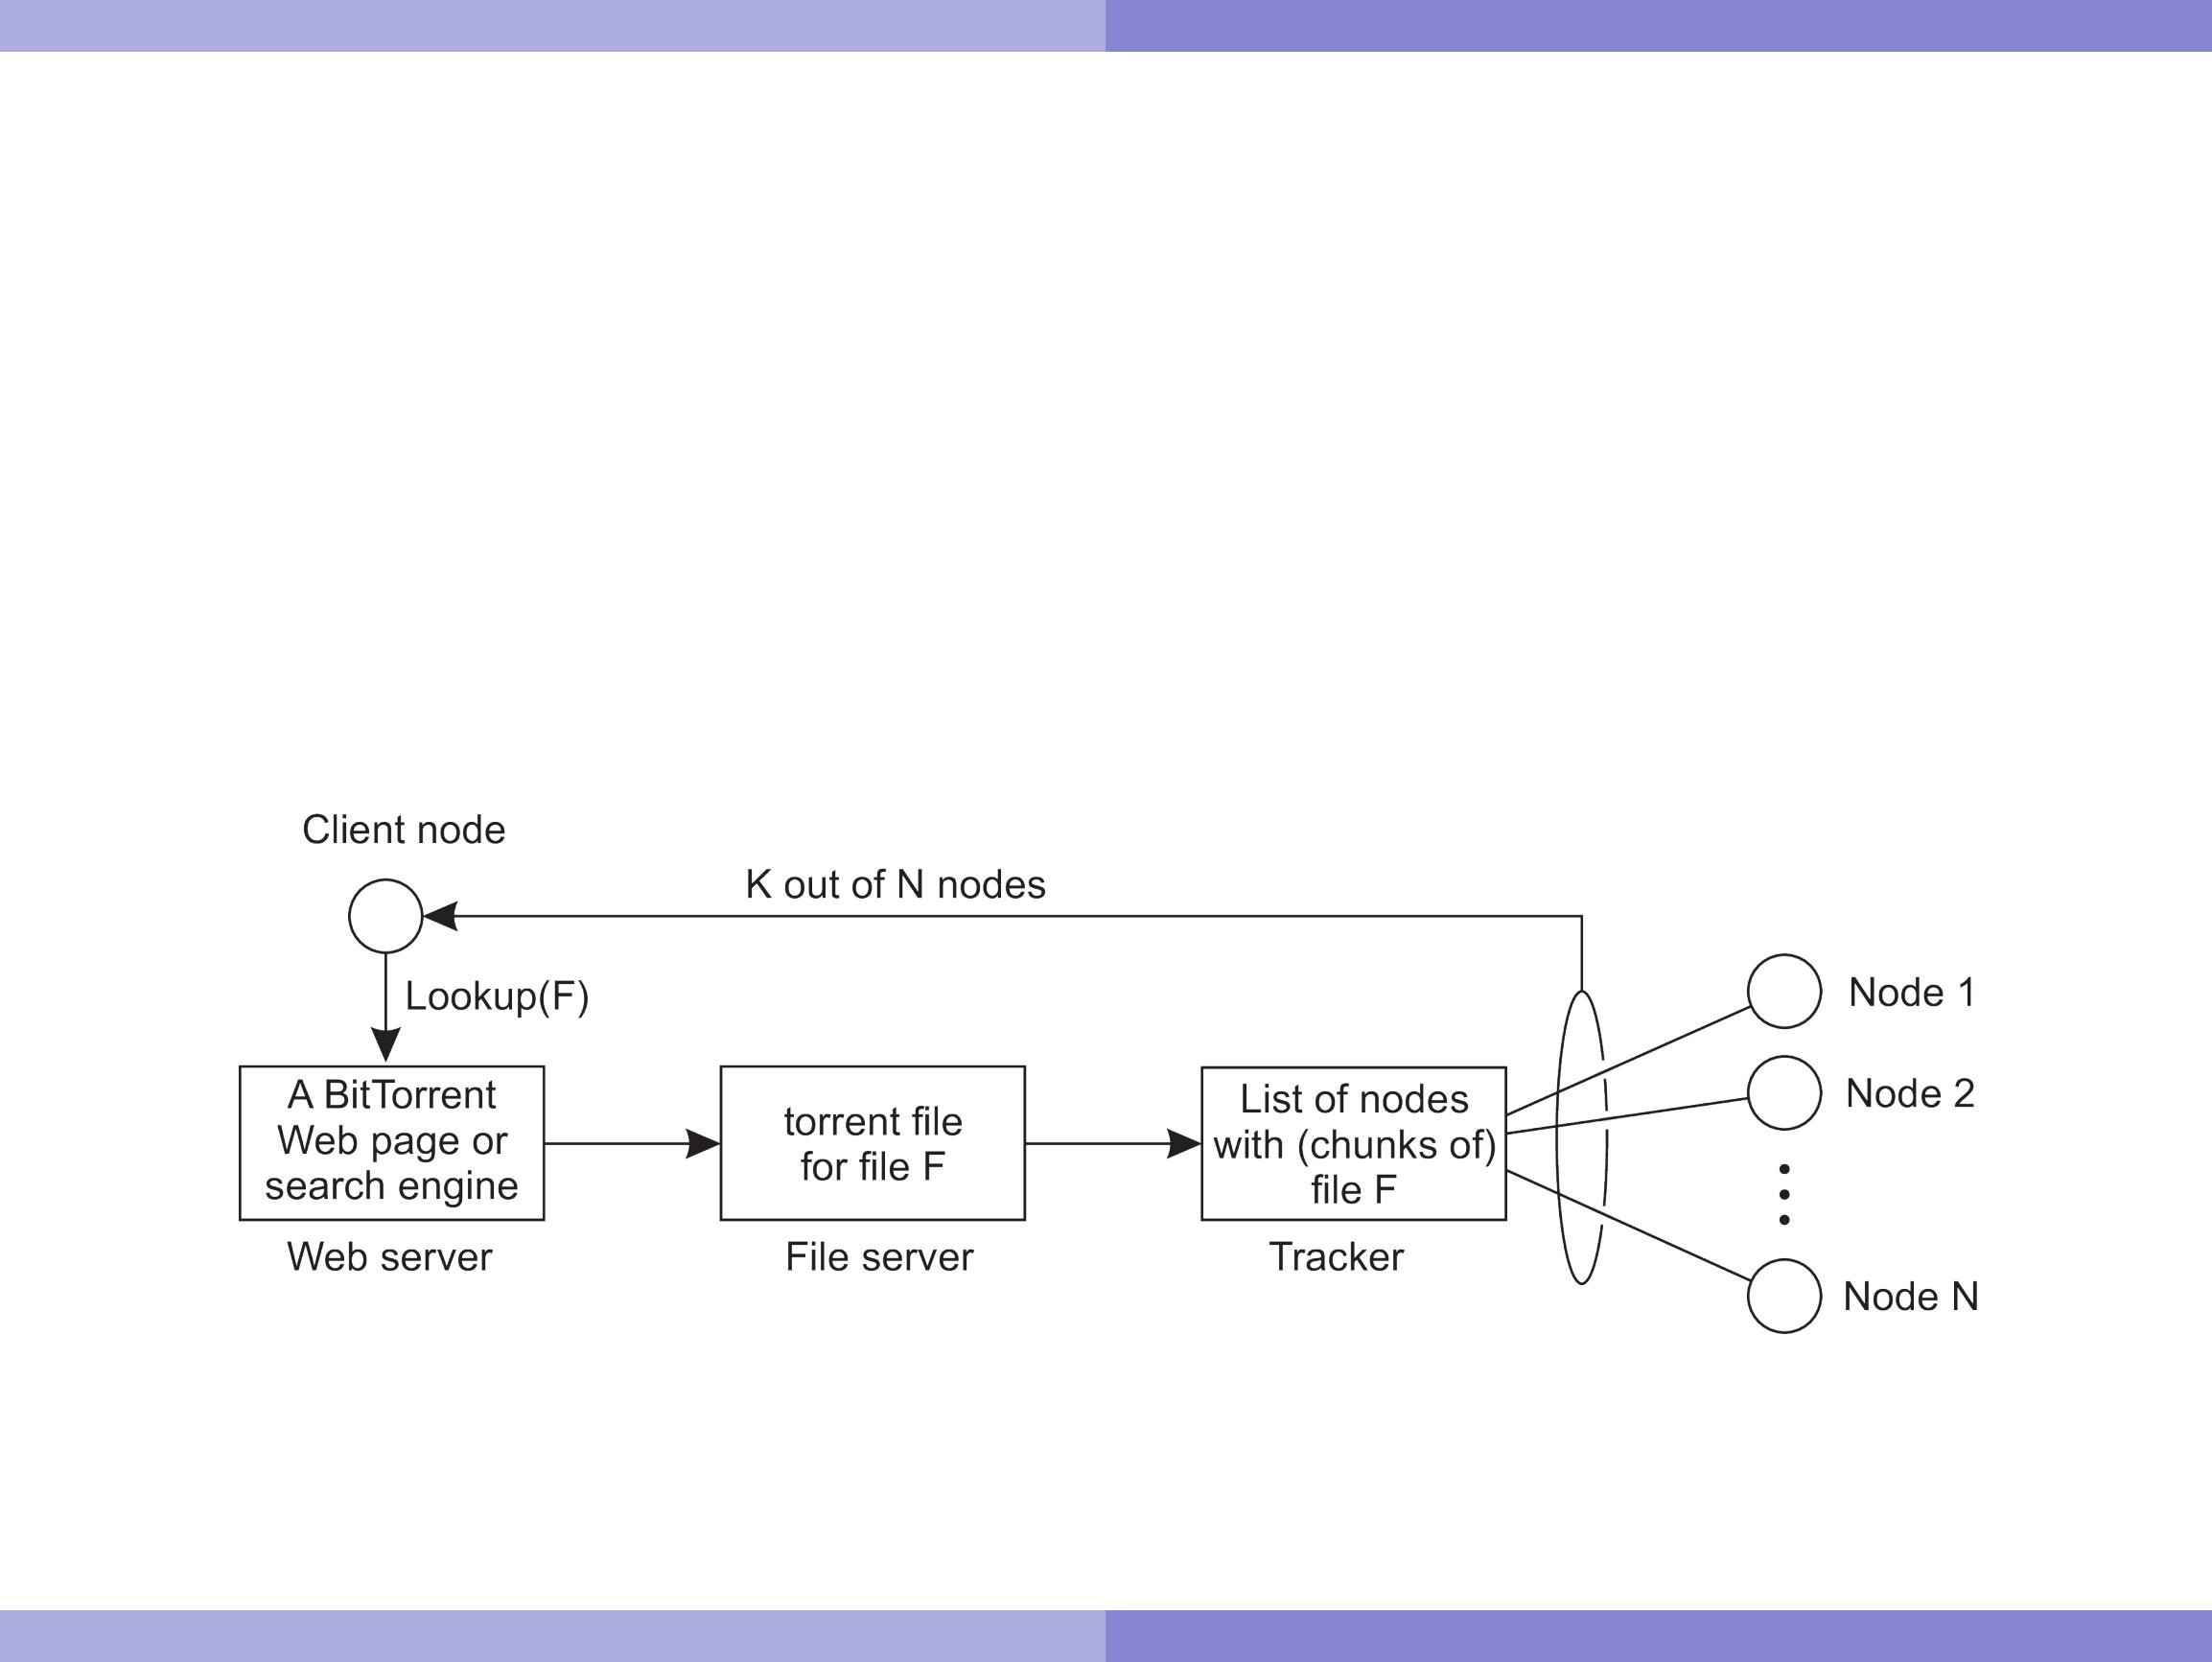 Client node
K out of N nodes
Lookup(F)
Node 1
Node 2
A BitTorrent
Web page or
search engine
Web server
torrent file
for file F
File server
List of nodes
with (chunks of)
file F
Tracker
Node N